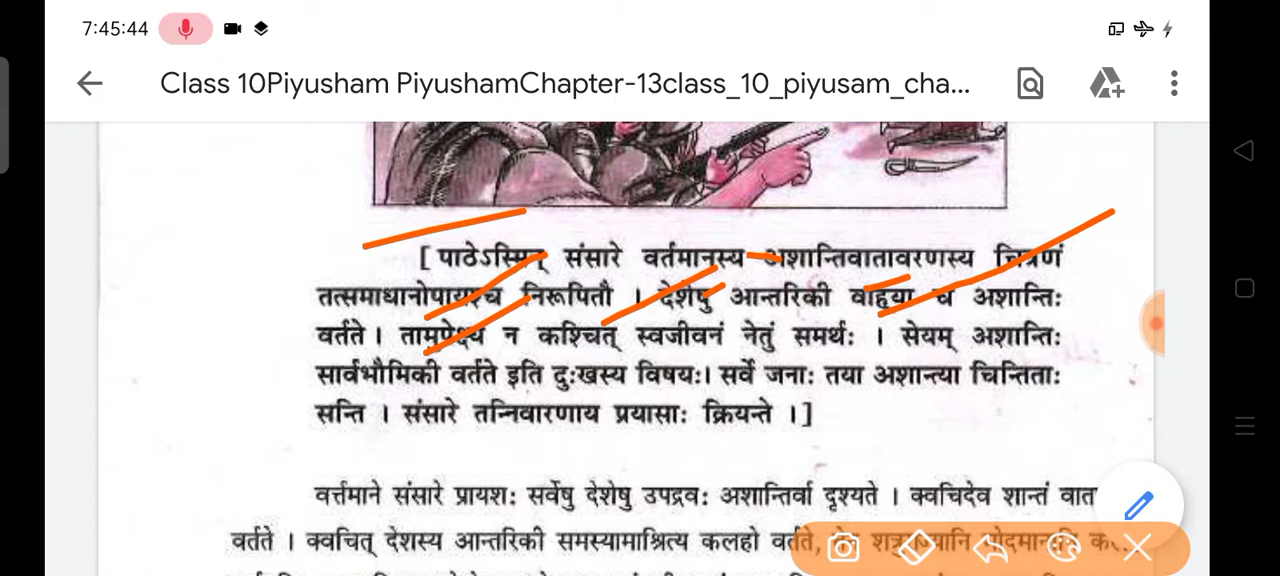 7:45:44
Class 10Piyusham PiyushamChapter-13class_10_piyusam_cha...
[ पाठेऽस्मिन् संसारे वर्तमानस्य अशान्तिवातावरणस्य चित्रणं
तत्समाधानोपायश्च निरूपितौ । देशेषु आन्तरिकी वाह्या च अशान्तिः
वर्तते । तामुपेक्ष्य न कश्चित् स्वजीवनं नेतुं समर्थः । सेयम् अशान्तिः
सार्वभौमिकी वर्तते इति दुःखस्य विषयः। सर्वे जनाः तया अशान्त्या चिन्तिताः
सन्ति । संसारे तन्निवारणाय प्रयासाः क्रियन्ते ।]
वर्त्तमाने संसारे प्रायशः सर्वेषु देशेषु उपद्रवः अशान्तिर्वा दृश्यते । क्वचिदेव शान्तं वात
वर्तते । क्वचित् देशस्य आन्तरिकी समस्यामाश्रित्य कलहो वर्तते,